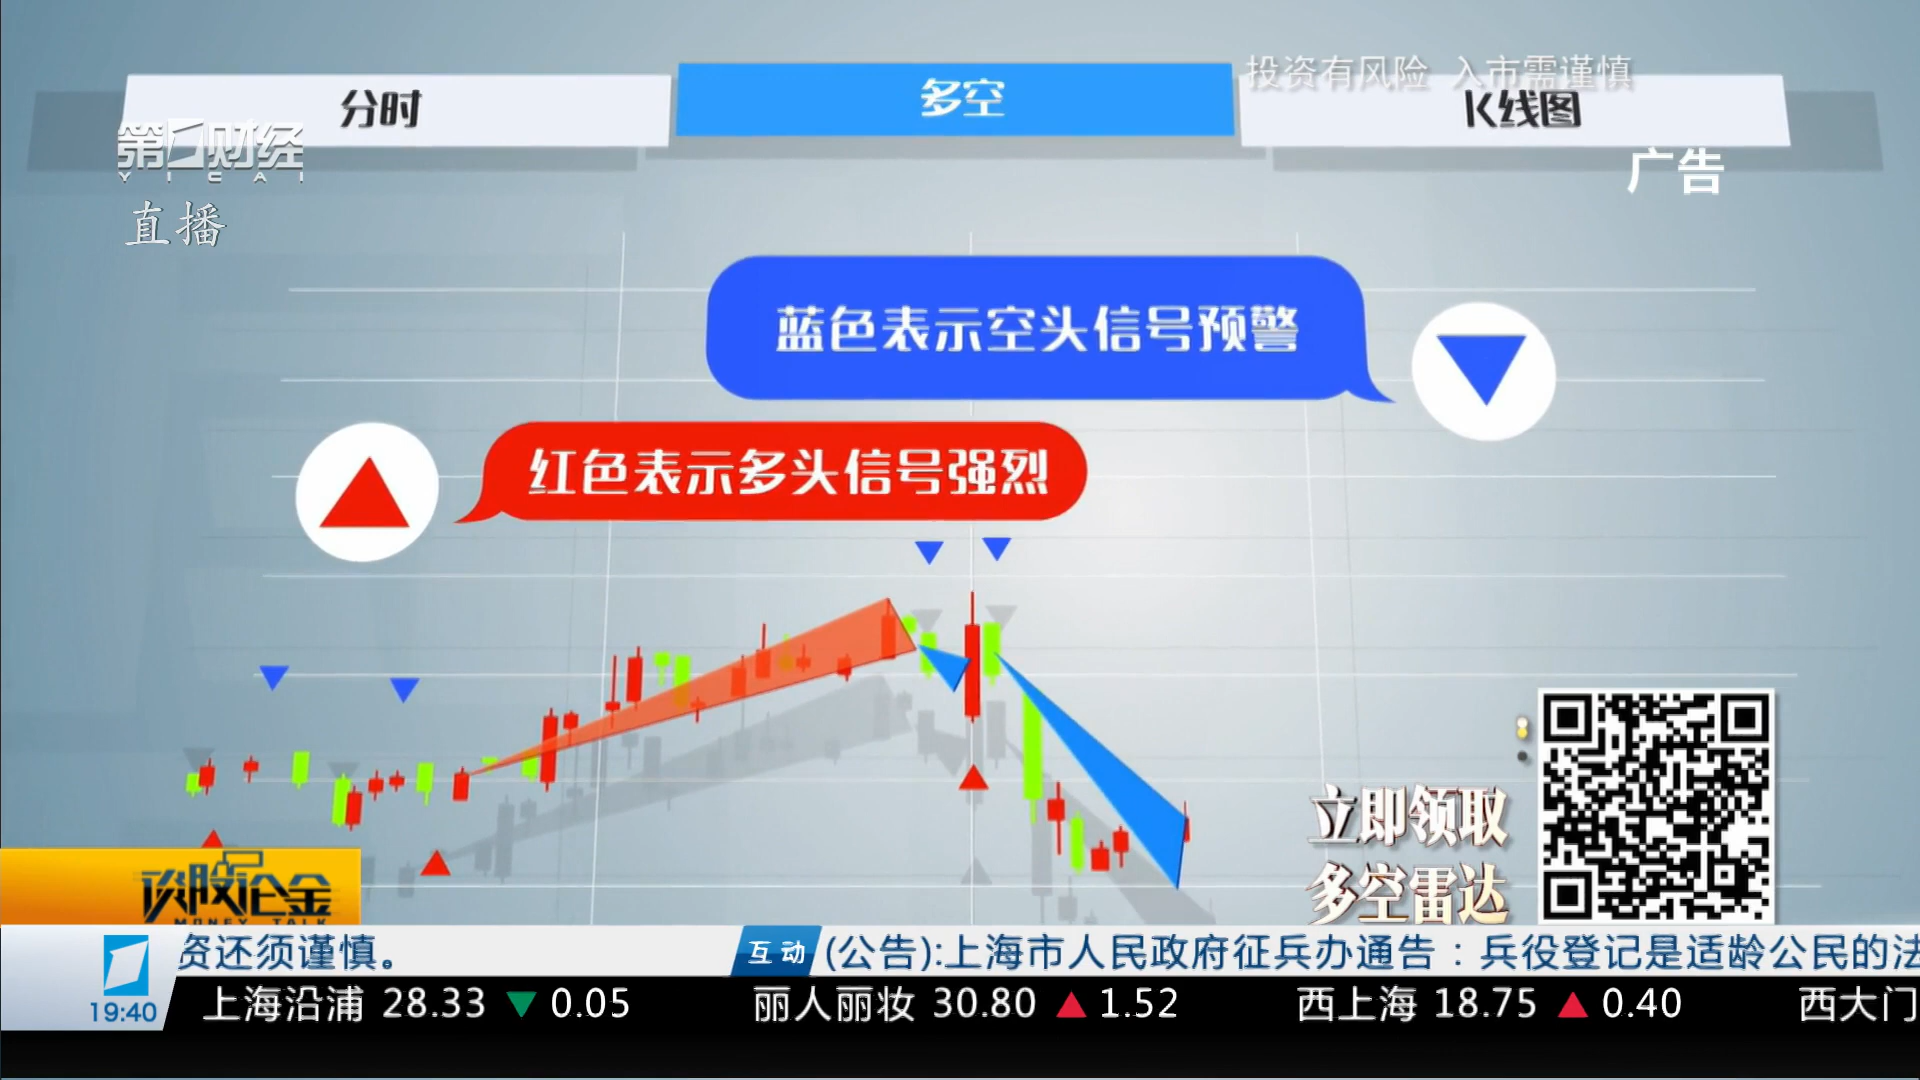 投资有风险 入市需谨慎
分时
多空
K线图
第一财经
YICAI
广告
直播
蓝色表示空头信号预警
红色表示多头信号强烈
立即领取
多空雷达
谈股论金
MONEY TALK
资还须谨慎。
互动
(公告):上海市人民政府征兵办通告：兵役登记是适龄公民的法
19:40
上海沿浦 28.33 ▼ 0.05
丽人丽妆 30.80 ▲ 1.52
西上海 18.75 ▲ 0.40
西大门